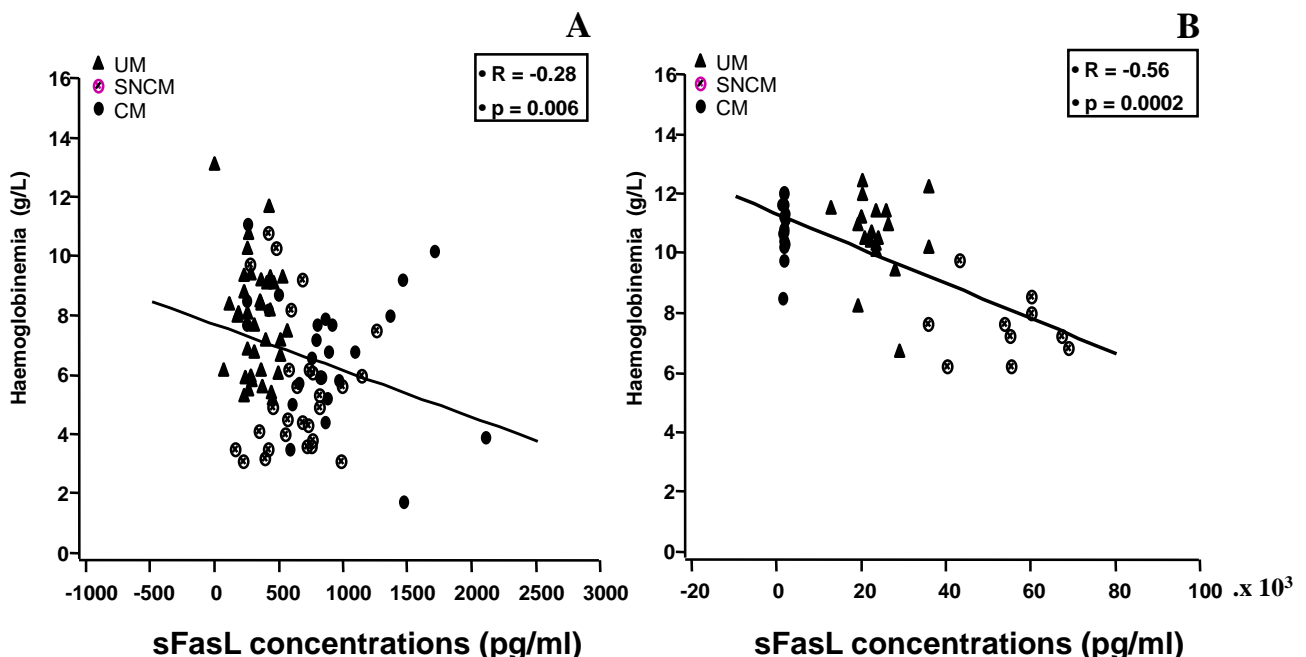 A
▲ UM
SNCM
CM
• R = -0.28
• p = 0.006
16
14
12
10
8
6
4
2
0
Haemoglobinemia (g/L)
-1000 -500 0 500 1000 1500 2000 2500 3000
sFasL concentrations (pg/ml)
B
▲ UM
SNCM
CM
• R = -0.56
• p = 0.0002
16
14
12
10
8
6
4
2
0
Haemoglobinemia (g/L)
-20 0 20 40 60 80 100 .x 10³
sFasL concentrations (pg/ml)